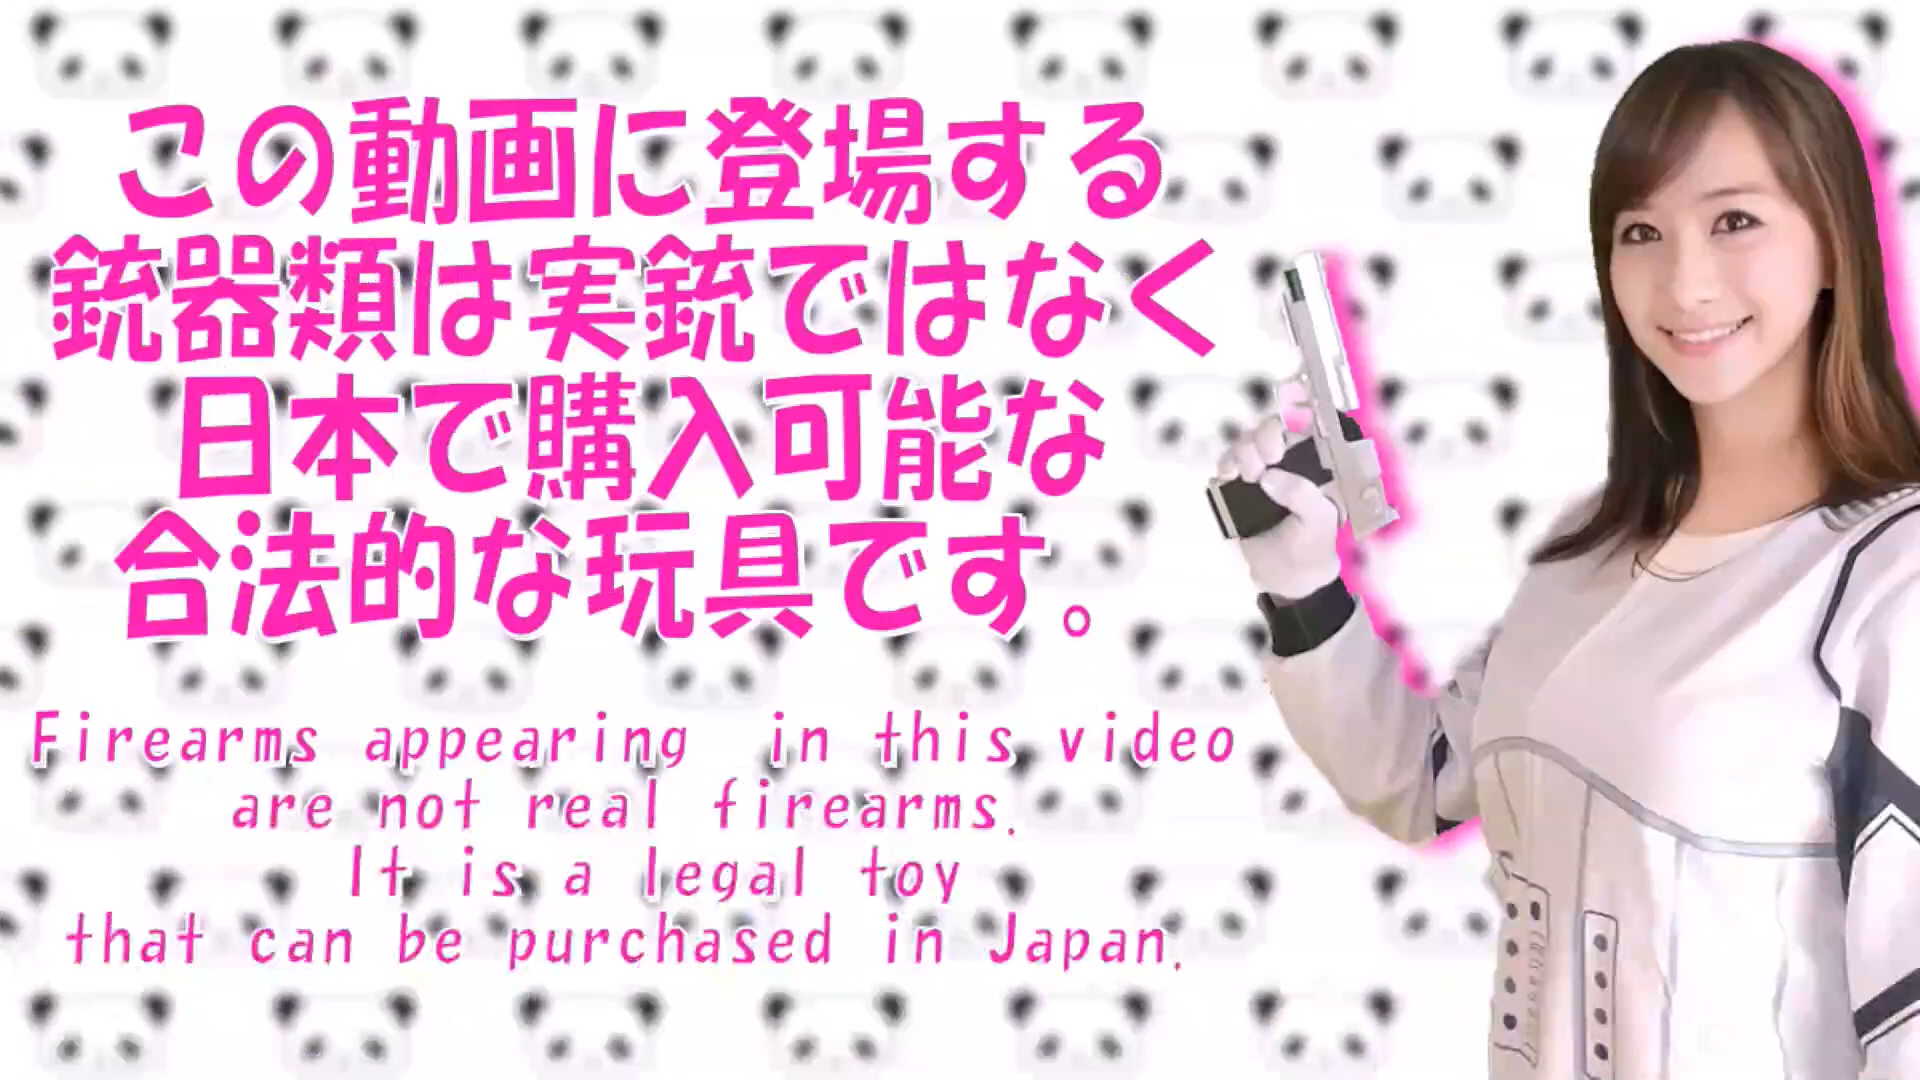 この動画に登場する
銃器類は実銃ではなく
日本で購入可能な
合法的な玩具です。
Firearms appearing in this video
are not real firearms.
It is a legal toy
that can be purchased in Japan.